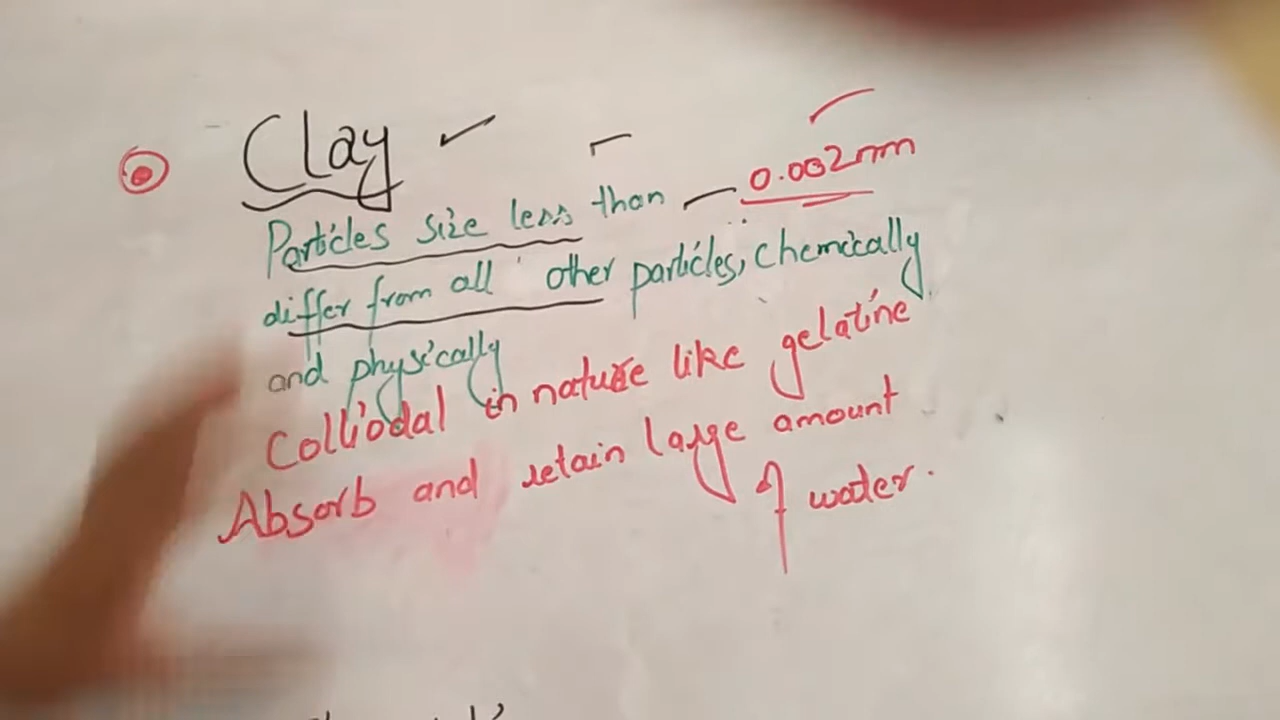 Clay
Particles size less than 0.002mm
differ from all other particles, chemically
and physically
Colliodal in nature like gelatine
Absorb and retain large amount
of water.